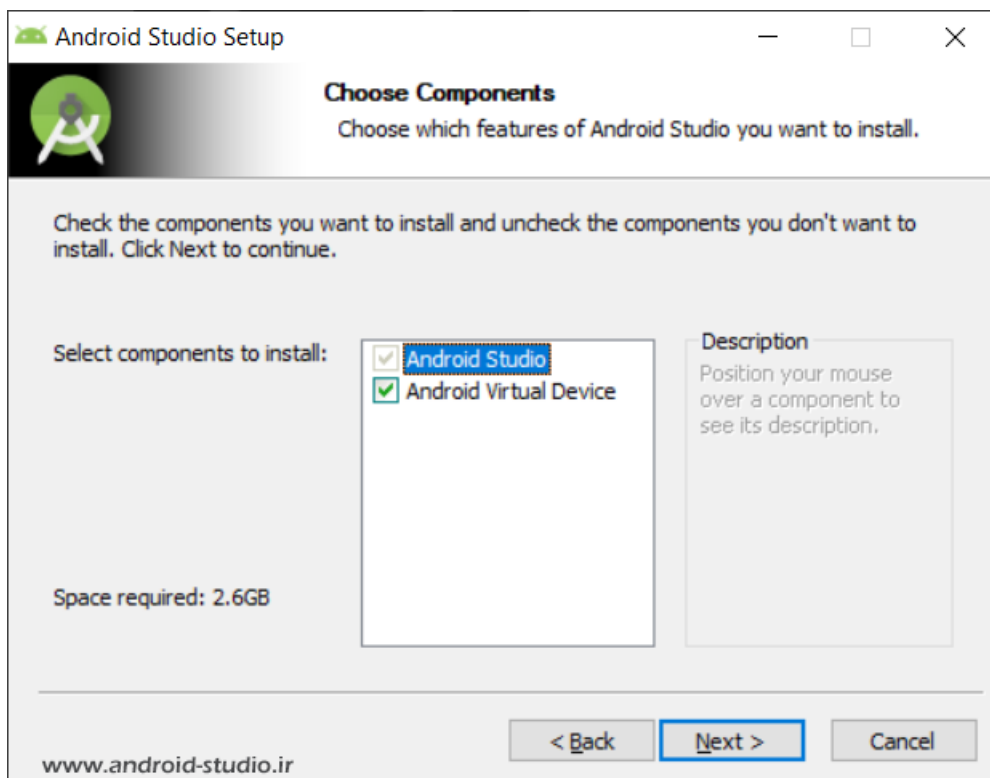 Android Studio Setup
Choose Components
Choose which features of Android Studio you want to install.
Check the components you want to install and uncheck the components you don't want to
install. Click Next to continue.
Select components to install:
Android Studio
Android Virtual Device
Description
Position your mouse
over a component to
see its description.
Space required: 2.6GB
< Back
Next >
Cancel
www.android-studio.ir